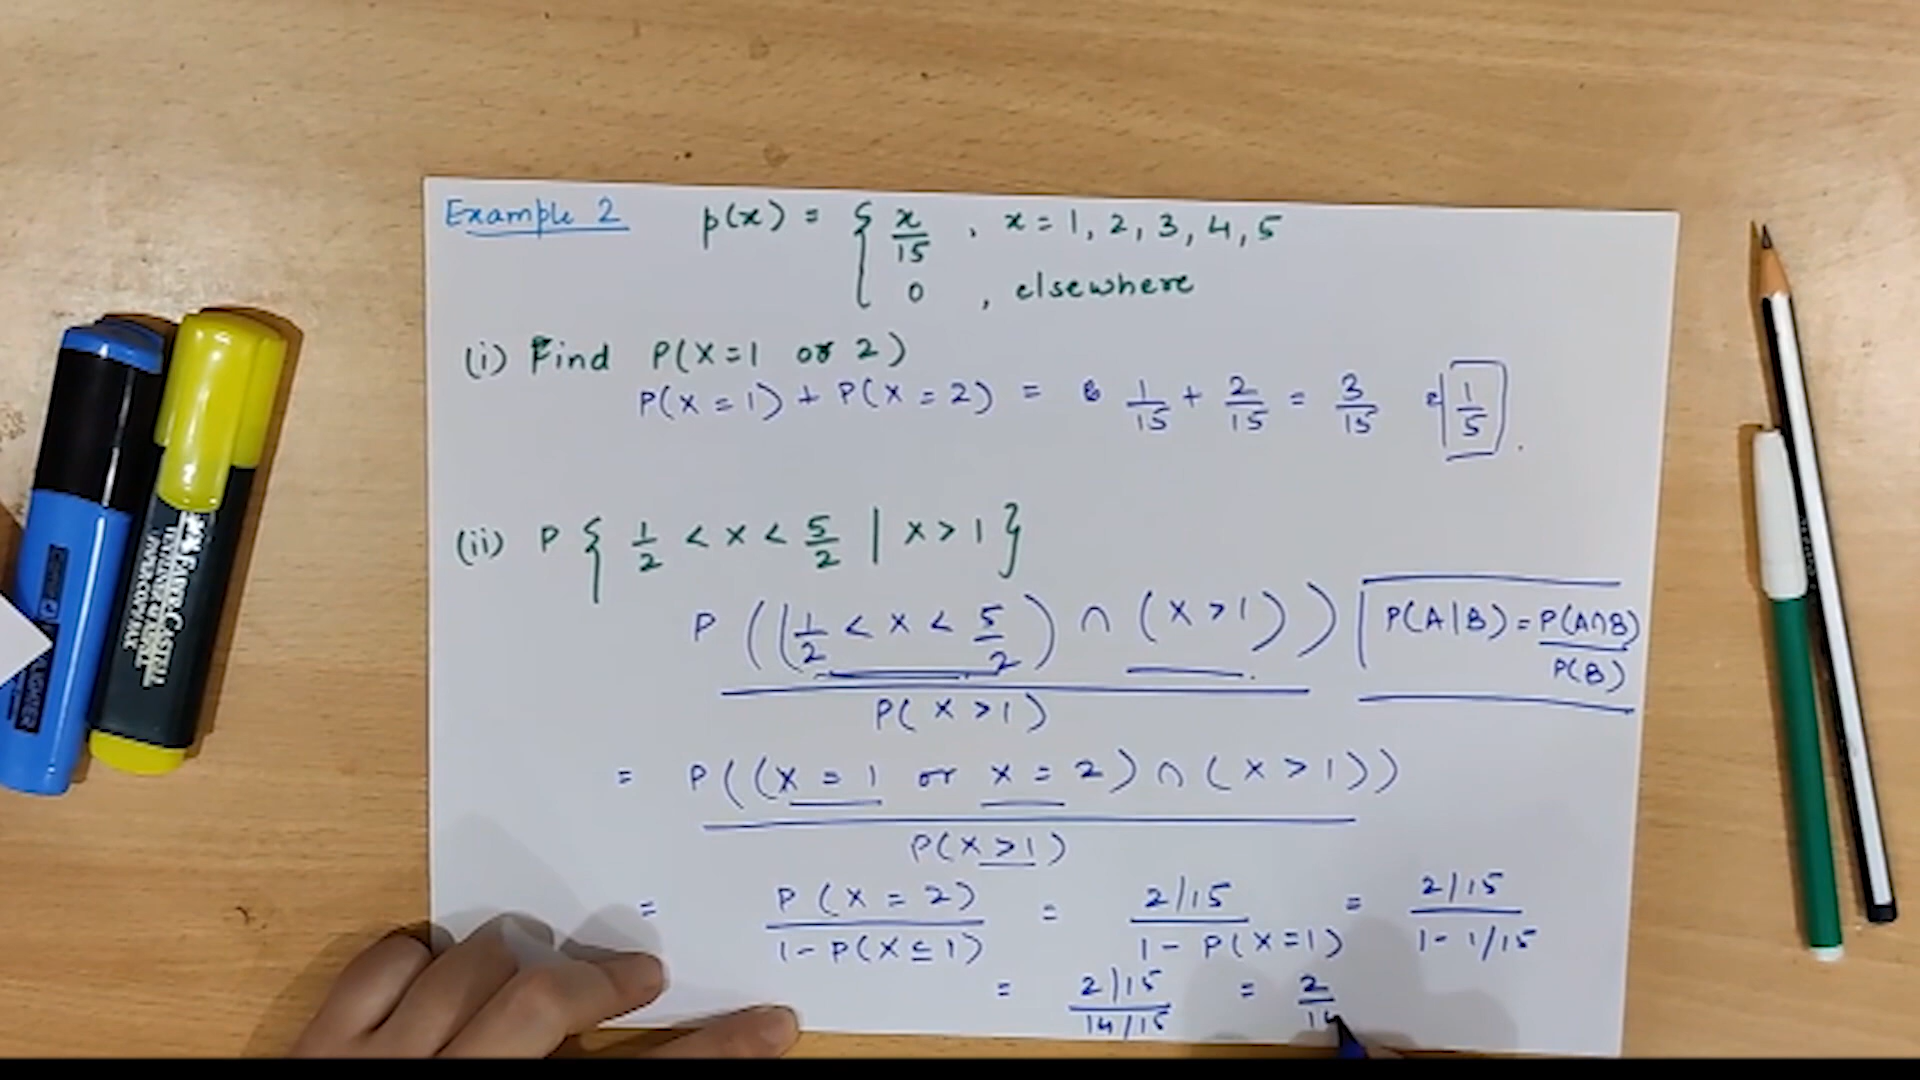 Example 2 p(x) = { x/15 , x = 1, 2, 3, 4, 5
0 , elsewhere
(i) Find P(X=1 or 2)
P(X = 1) + P(X = 2) = 1/15 + 2/15 = 3/15 = 1/5
(ii) P { 1/2 < X < 5/2 | X > 1 }
P((1/2 < X < 5/2) ∩ (X > 1)) / P(X > 1)
P(A|B) = P(A∩B) / P(B)
= P((X = 1 or X = 2) ∩ (X > 1)) / P(X > 1)
= P(X = 2) / 1 - P(X ≤ 1) = 2/15 / 1 - P(X = 1) = 2/15 / 1 - 1/15
= 2/15 / 14/15 = 2/14
FABER-CASTELL
TEXTLINER